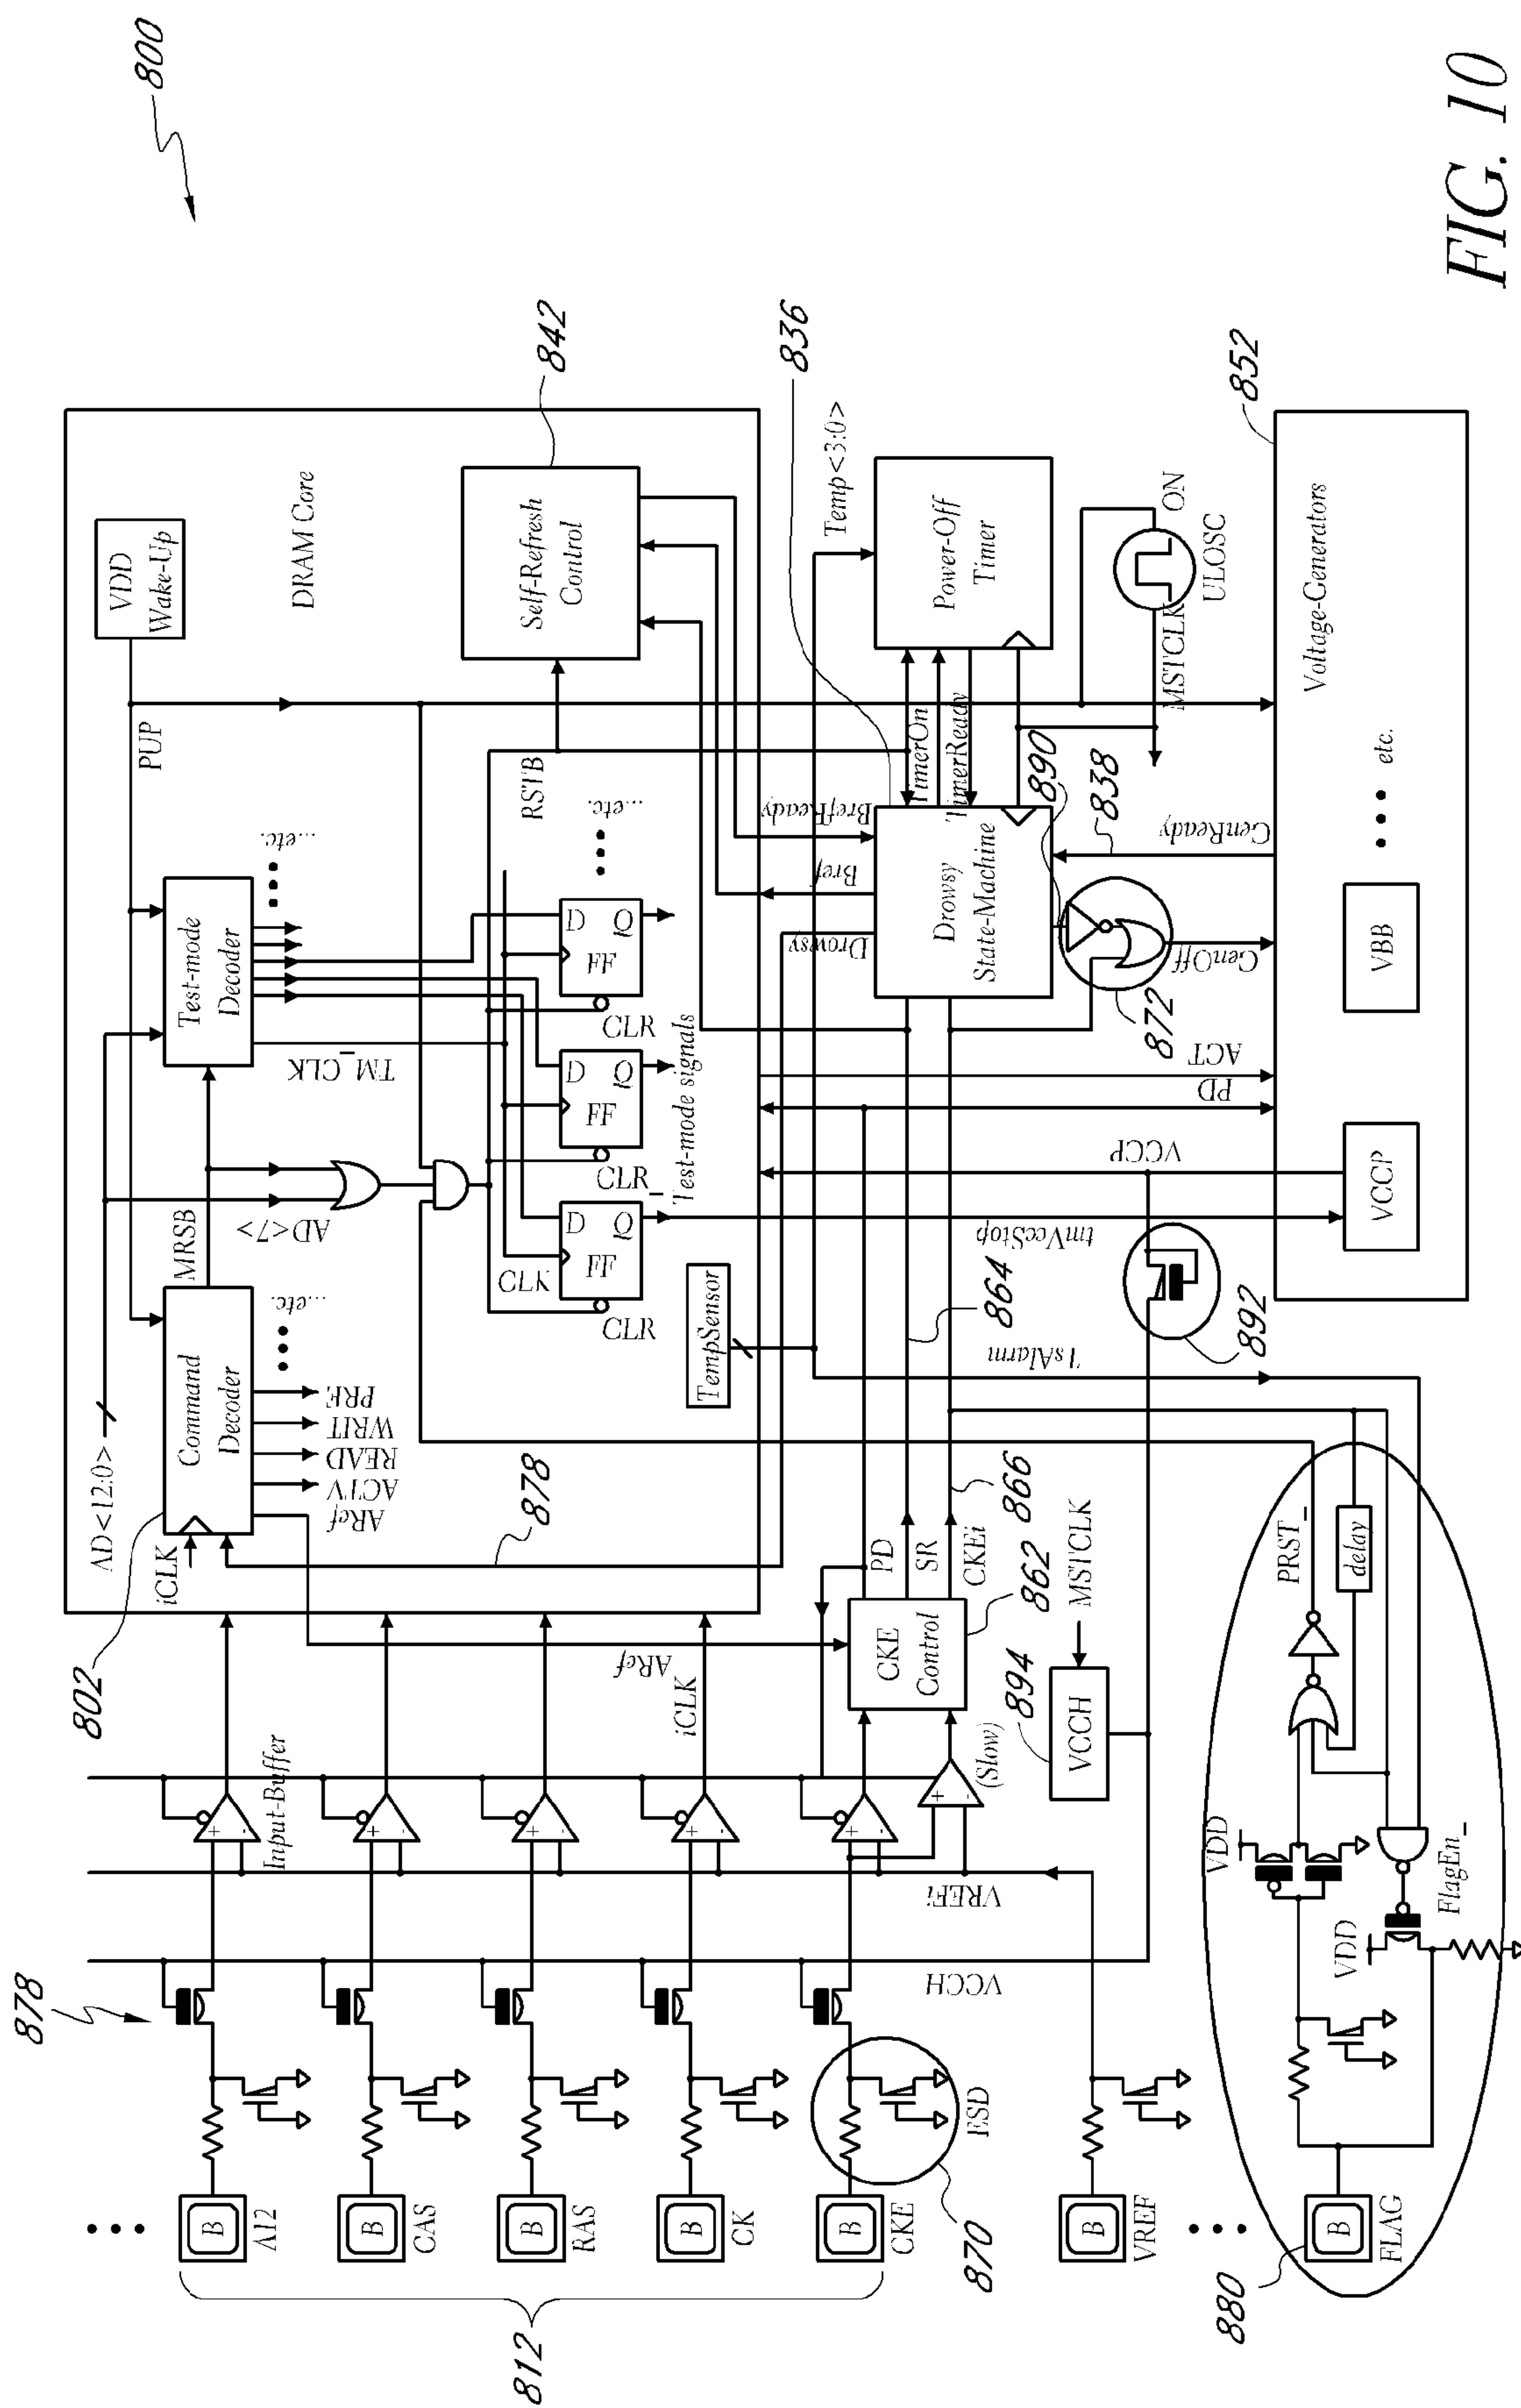 800
VDD
Wake-Up
DRAM Core
PUP
Test-mode
Decoder
...etc.
TM_CLK
MRSB
AD<7>
AD<12:0>
Command
Decoder
...etc.
iCLK
PRE
WRIT
READ
ACTV
ARef
802
842
Self-Refresh
Control
RSTB
...etc.
D
Q
FF
CLR
D
Q
FF
CLR_
D
Q
FF
CLK
CLR
Test-mode signals
878
TempSensor
836
Temp<3:0>
BrefReady
Bref
Drowsy
Drowsy
State-Machine
TimerOn
TimerReady
Power-Off
Timer
ON
ULOSC
MSTCLK
890
838
872
GenReady
GenOff
ACT
PD
VCCP
tmVccStop
TsAlarm
864
866
892
852
Voltage-Generators
etc.
VBB
VCCP
878
Input-Buffer
+
-
+
-
+
-
+
-
+
-
+
-
iCLK
ARef
(Slow)
CKE
Control
PD
SR
CKEi
862
MSTCLK
894
VCCH
VREFi
VCCH
B
A12
B
CAS
B
RAS
B
CK
B
CKE
812
ESD
870
B
VREF
B
FLAG
880
VDD
VDD
FlagEn_
PRST_
delay
FIG. 10